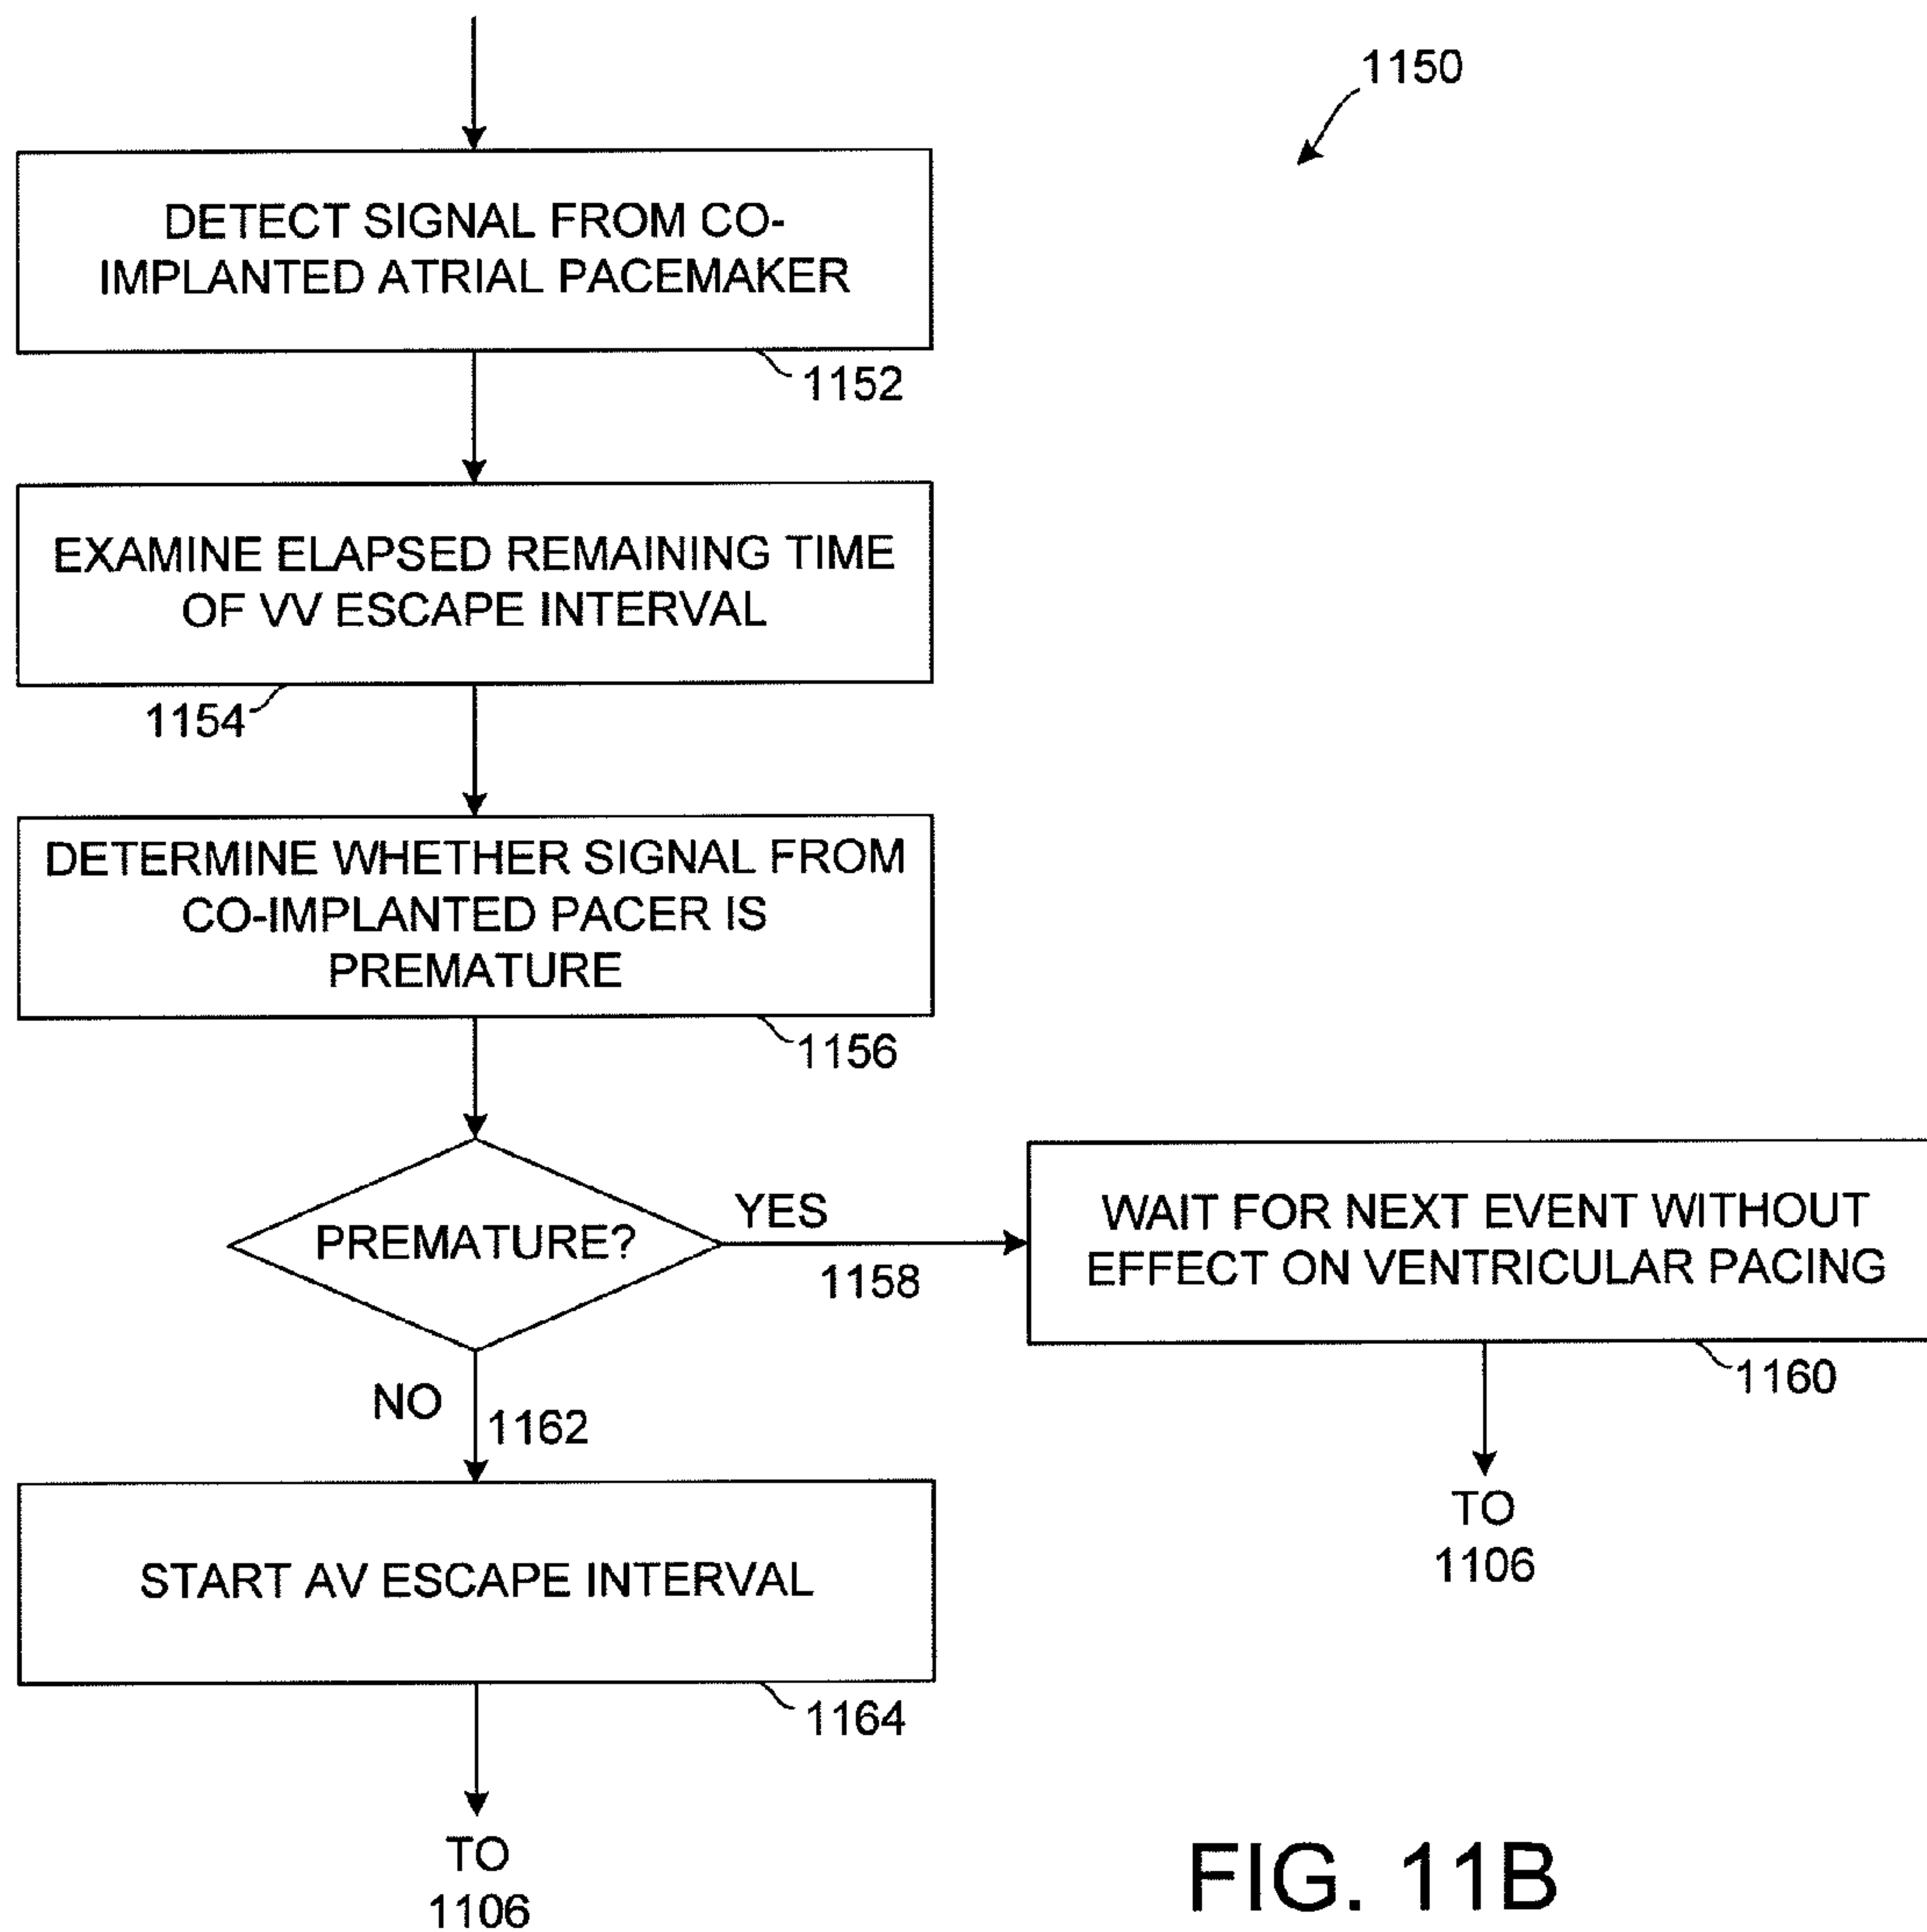 1150
DETECT SIGNAL FROM CO-
IMPLANTED ATRIAL PACEMAKER
1152
EXAMINE ELAPSED REMAINING TIME
OF VV ESCAPE INTERVAL
1154
DETERMINE WHETHER SIGNAL FROM
CO-IMPLANTED PACER IS
PREMATURE
1156
PREMATURE?
YES
1158
WAIT FOR NEXT EVENT WITHOUT
EFFECT ON VENTRICULAR PACING
1160
TO
1106
NO
1162
START AV ESCAPE INTERVAL
1164
TO
1106
FIG. 11B